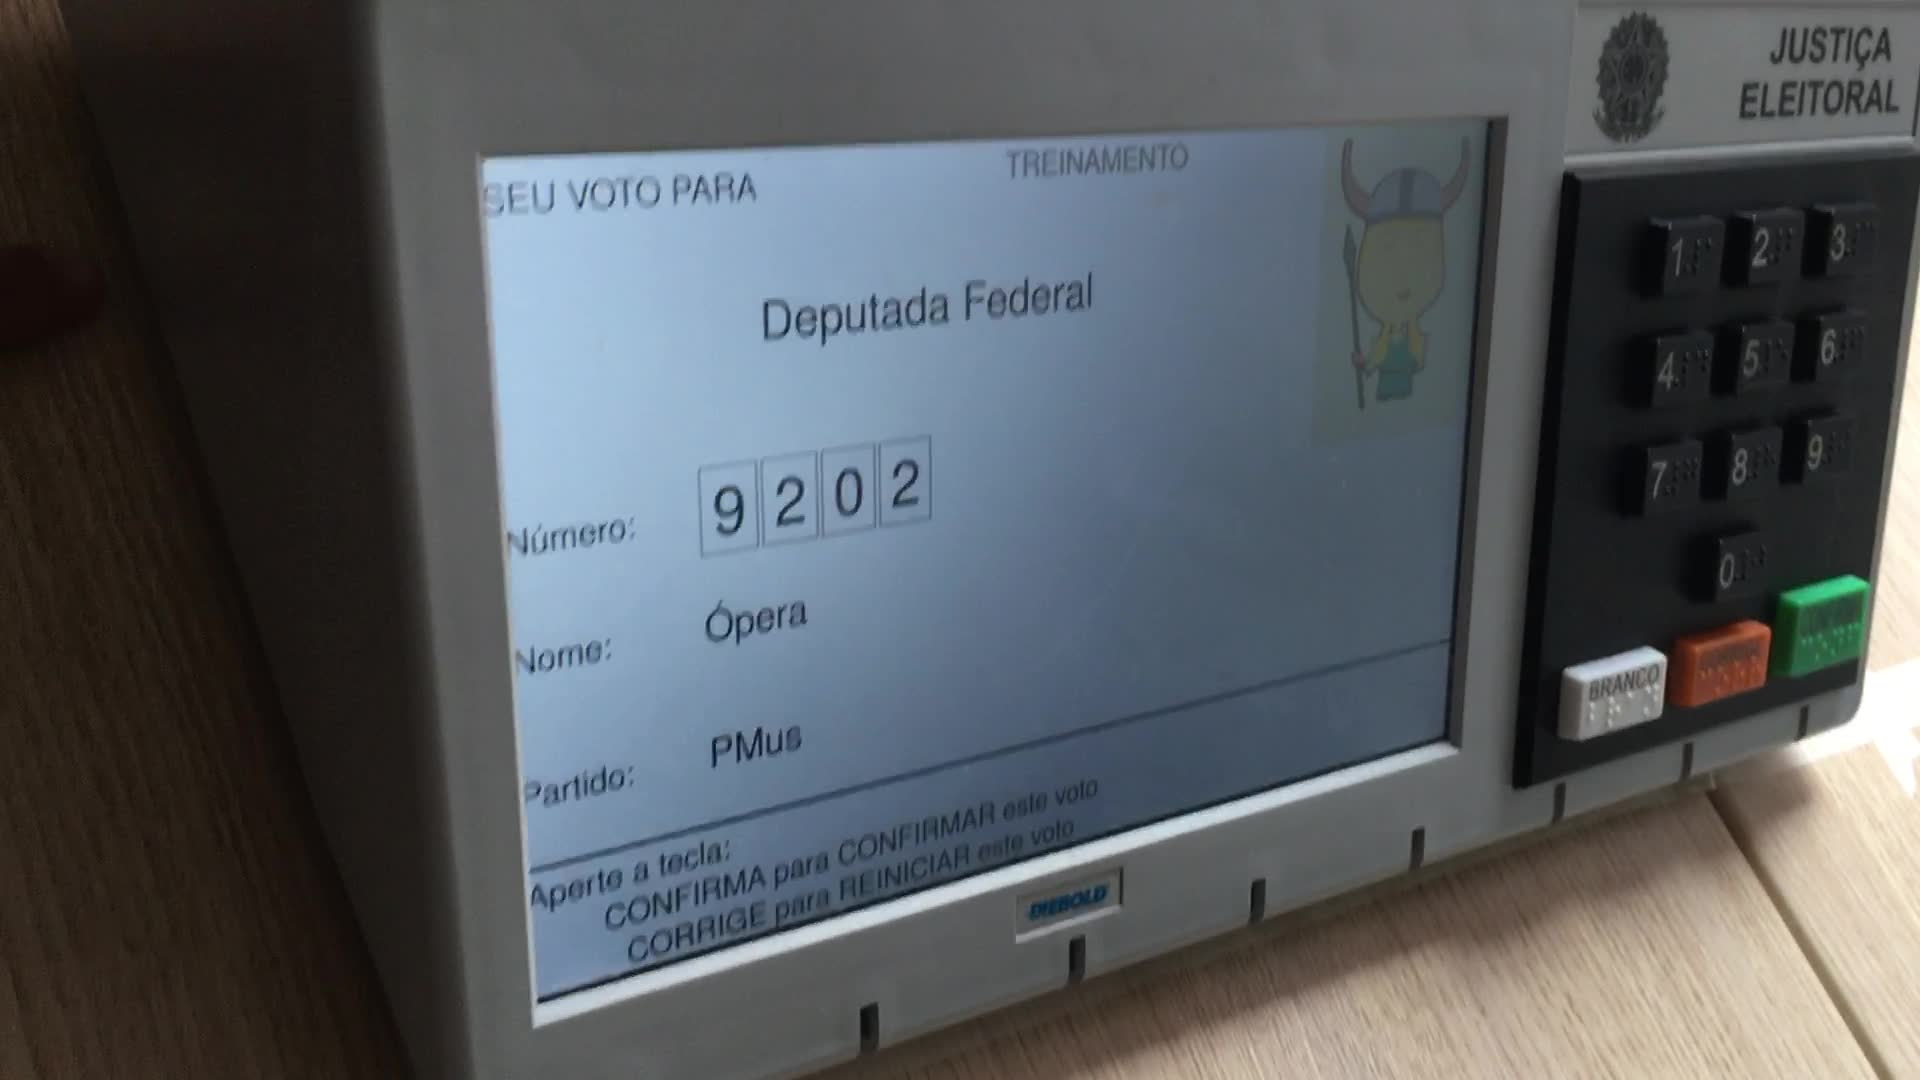 JUSTIÇA
ELEITORAL
SEU VOTO PARA
TREINAMENTO
Deputada Federal
Número: 9202
Nome: Ópera
Partido: PMus
Aperte a tecla:
CONFIRMA para CONFIRMAR este voto
CORRIGE para REINICIAR este voto
DIEBOLD
1 2 3
4 5 6
7 8 9
0
BRANCO